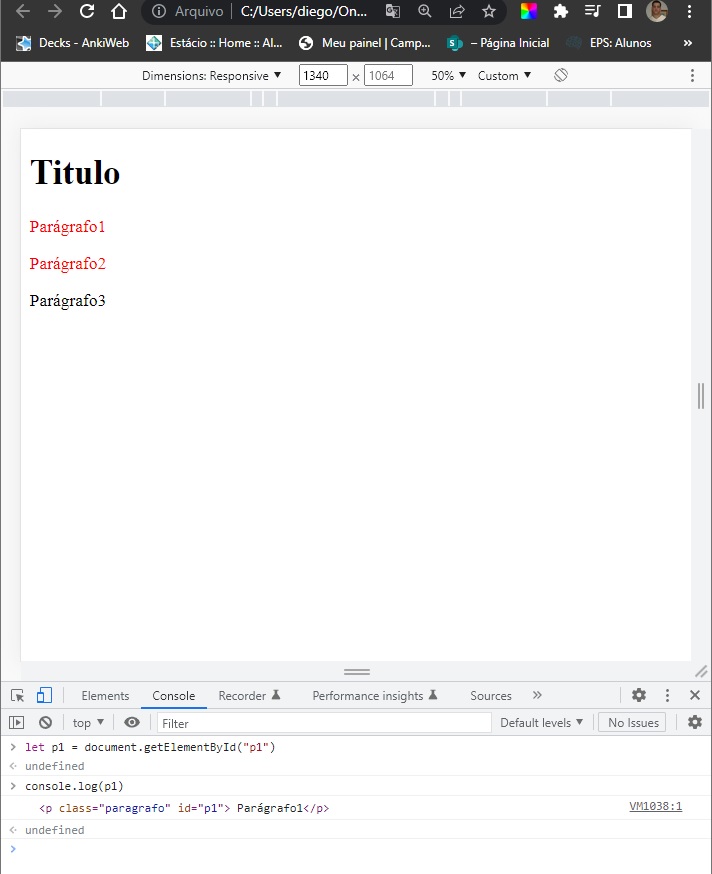 Arquivo C:/Users/diego/On...
Decks - AnkiWeb Estácio :: Home :: Al... Meu painel | Camp... – Página Inicial EPS: Alunos »
Dimensions: Responsive ▼ 1340 × 1064 50% ▼ Custom ▼
Titulo
Parágrafo1
Parágrafo2
Parágrafo3
Elements Console Recorder Performance insights Sources »
top ▼ Filter Default levels ▼ No Issues
> let p1 = document.getElementById("p1")
undefined
> console.log(p1)
<p class="paragrafo" id="p1"> Parágrafo1</p> VM1038:1
undefined
>